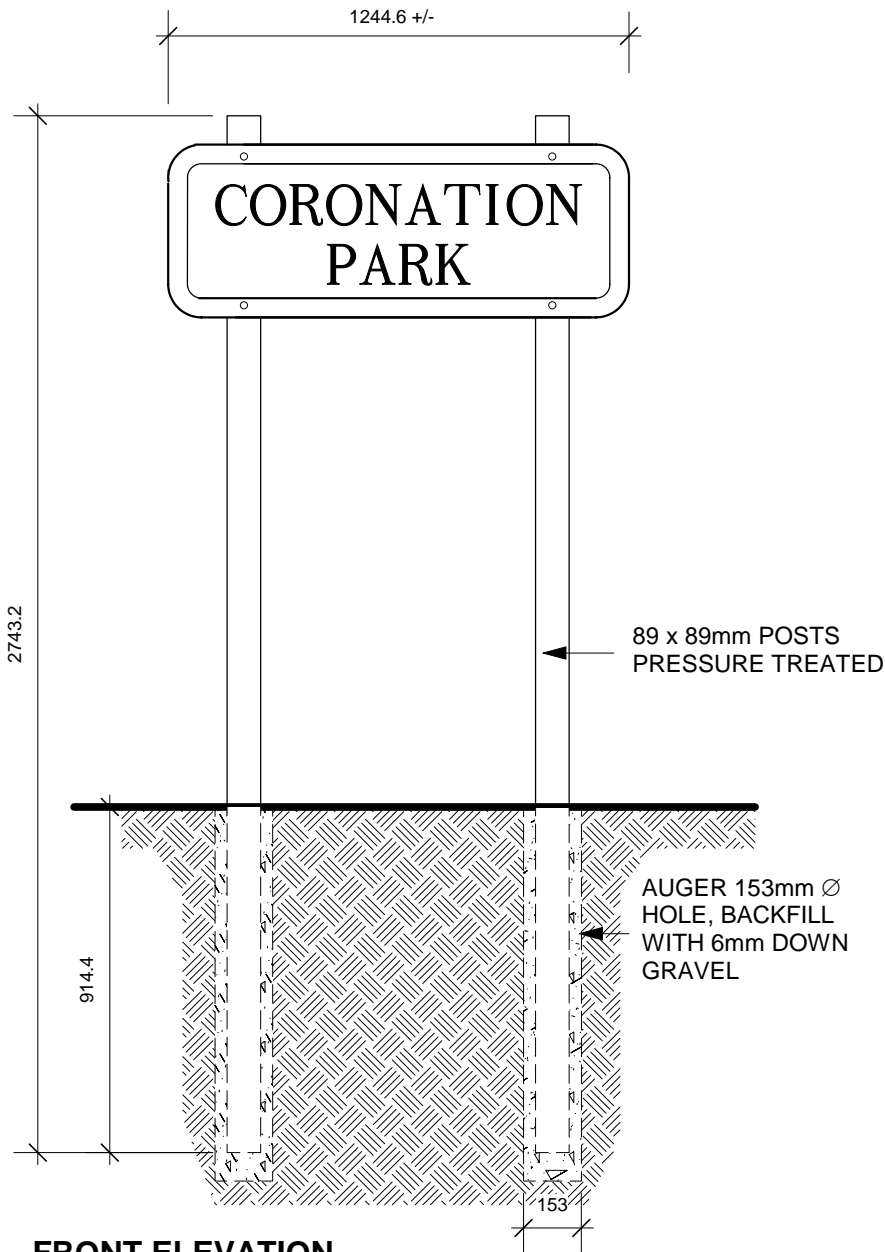 1244.6 +/-
CORONATION
PARK
2743.2
89 x 89mm POSTS
PRESSURE TREATED
914.4
AUGER 153mm ∅
HOLE, BACKFILL
WITH 6mm DOWN
GRAVEL
153
FRONT ELEVATION